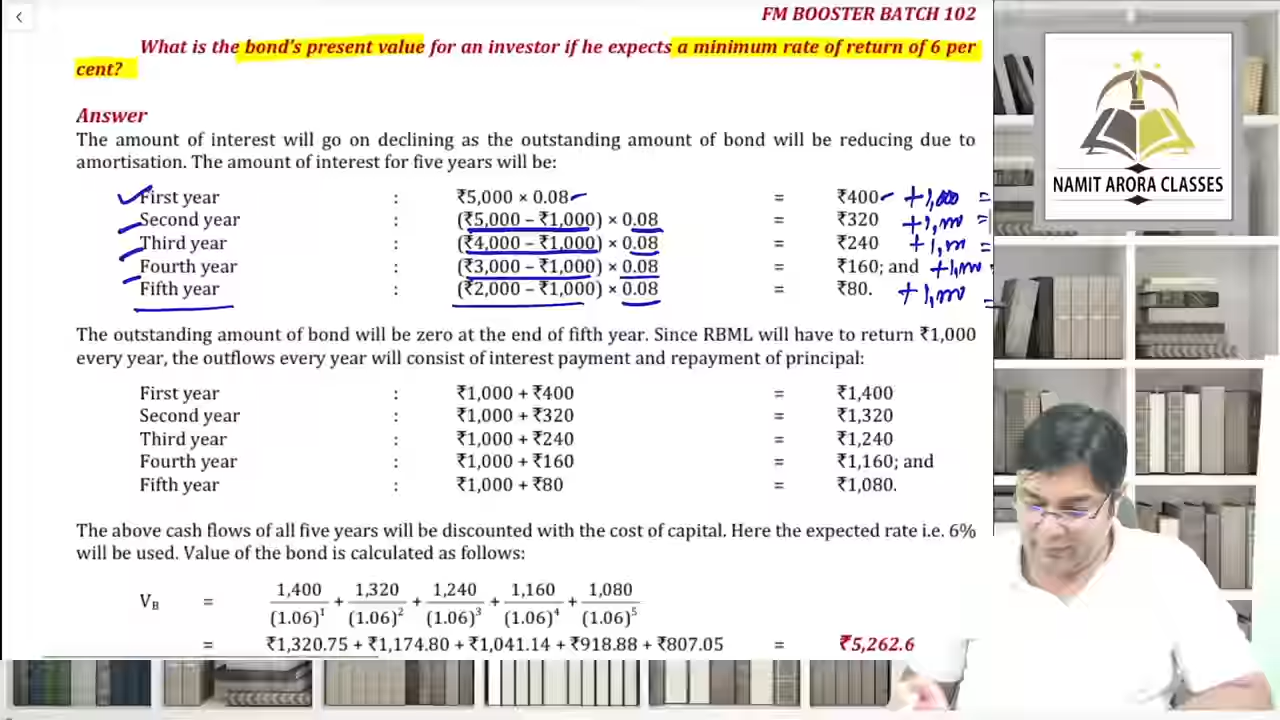 FM BOOSTER BATCH 102
What is the bond's present value for an investor if he expects a minimum rate of return of 6 per
cent?
Answer
The amount of interest will go on declining as the outstanding amount of bond will be reducing due to
amortisation. The amount of interest for five years will be:
First year : ₹5,000 × 0.08 = ₹400 +1,000 =
Second year : (₹5,000 – ₹1,000) × 0.08 = ₹320 +1,m =
Third year : (₹4,000 – ₹1,000) × 0.08 = ₹240 +1,m =
Fourth year : (₹3,000 – ₹1,000) × 0.08 = ₹160; and +1,m
Fifth year : (₹2,000 – ₹1,000) × 0.08 = ₹80. +1,m =
The outstanding amount of bond will be zero at the end of fifth year. Since RBML will have to return ₹1,000
every year, the outflows every year will consist of interest payment and repayment of principal:
First year : ₹1,000 + ₹400 = ₹1,400
Second year : ₹1,000 + ₹320 = ₹1,320
Third year : ₹1,000 + ₹240 = ₹1,240
Fourth year : ₹1,000 + ₹160 = ₹1,160; and
Fifth year : ₹1,000 + ₹80 = ₹1,080.
The above cash flows of all five years will be discounted with the cost of capital. Here the expected rate i.e. 6%
will be used. Value of the bond is calculated as follows:
V_B = 1,400/(1.06)¹ + 1,320/(1.06)² + 1,240/(1.06)³ + 1,160/(1.06)⁴ + 1,080/(1.06)⁵
= ₹1,320.75 + ₹1,174.80 + ₹1,041.14 + ₹918.88 + ₹807.05 = ₹5,262.6
NAMIT ARORA CLASSES